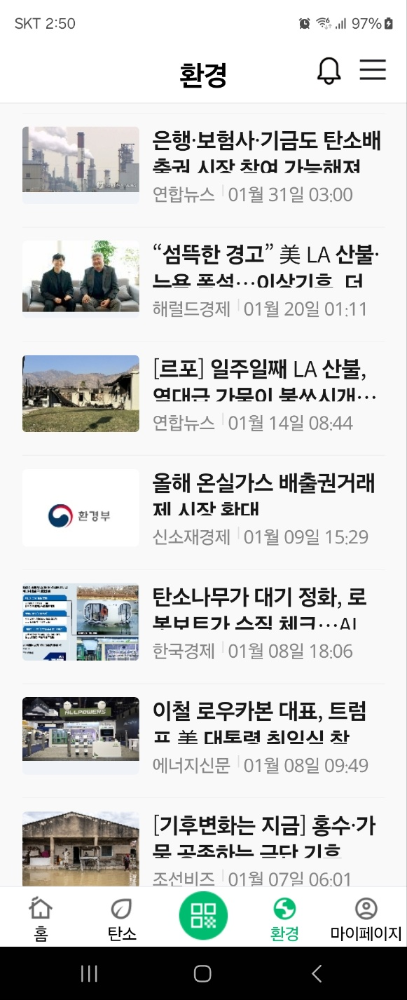 SKT 2:50
97%
환경
은행·보험사·기금도 탄소배
출권 시장 참여 가능해져
연합뉴스 01월 31일 03:00
“섬뜩한 경고” 美 LA 산불·
뉴욕 폭설…이상기후, 더
해럴드경제 01월 20일 01:11
[르포] 일주일째 LA 산불,
역대급 가뭄이 불쏘시개…
연합뉴스 01월 14일 08:44
올해 온실가스 배출권거래
제 시장 확대
환경부
신소재경제 01월 09일 15:29
탄소나무가 대기 정화, 로
봇보트가 수질 체크…AI
한국경제 01월 08일 18:06
ALLPOWERS
이철 로우카본 대표, 트럼
프 美 대통령 취임식 참
에너지신문 01월 08일 09:49
[기후변화는 지금] 홍수·가
뭄 공존하는 극단 기후
조선비즈 01월 07일 06:01
홈
탄소
환경
마이페이지